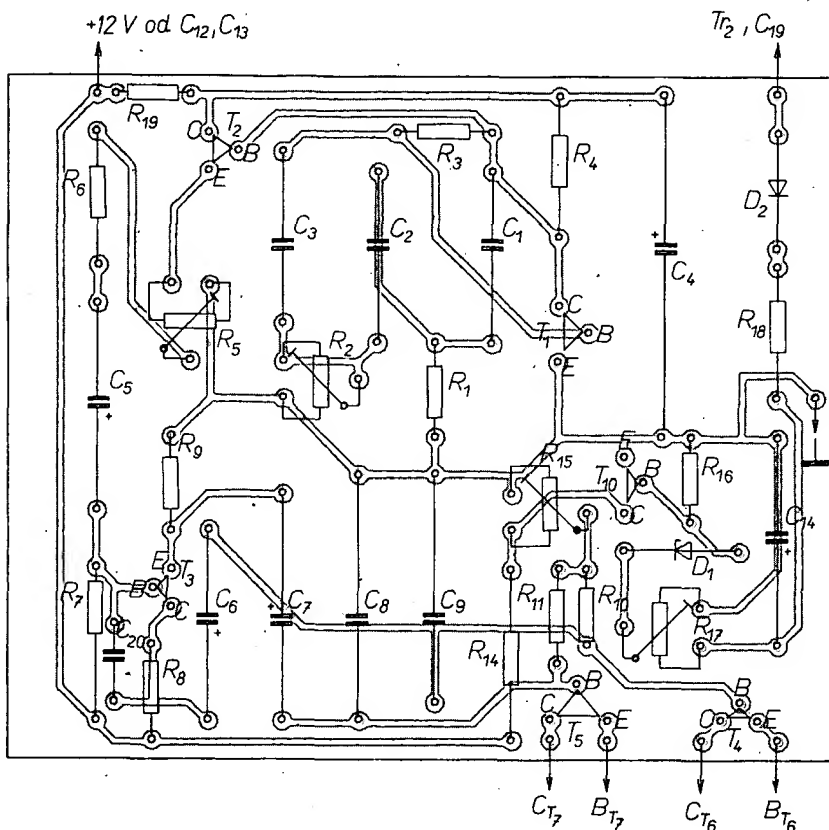 +12 V od C12, C13
Tr2, C19
R19
C
T2
B
E
R3
R4
R6
D2
C3
C2
C1
C4
C
T1
B
E
R5
R2
R18
C5
R1
R9
R15
E
T10
B
C
R16
C14
D1
E
T3
B
C
R7
C20
C6
C7
C8
C9
R11
R10
R17
R8
R14
B
C
E
T5
B
C
E
T4
CT7
BT7
CT6
BT6